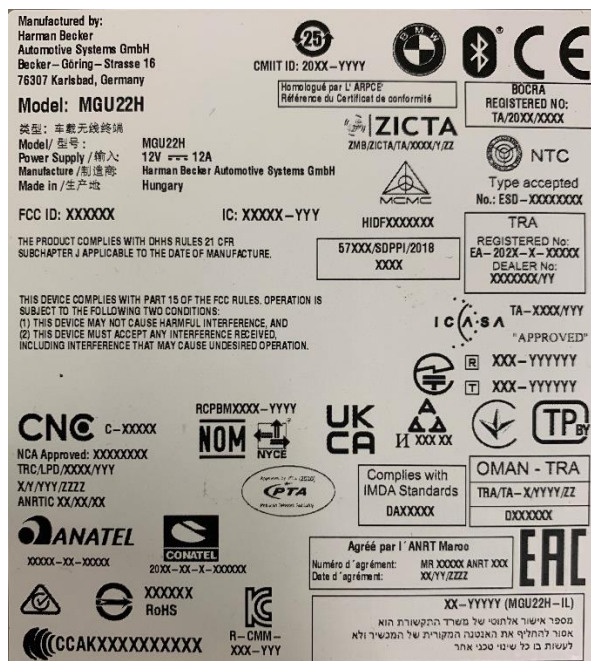 Manufactured by:
Harman Becker
Automotive Systems GmbH
Becker-Göring-Strasse 16
76307 Karlsbad, Germany
Model: MGU22H
类型: 车载无线终端
Model/ 型号: MGU22H
Power Supply /输入: 12V 12A
Manufacture /制造商: Harman Becker Automotive Systems GmbH
Made in /生产地 Hungary
FCC ID: XXXXXX IC: XXXXX-YYY
THE PRODUCT COMPLIES WITH DHHS RULES 21 CFR
SUBCHAPTER J APPLICABLE TO THE DATE OF MANUFACTURE.
THIS DEVICE COMPLIES WITH PART 15 OF THE FCC RULES. OPERATION IS
SUBJECT TO THE FOLLOWING TWO CONDITIONS:
(1) THIS DEVICE MAY NOT CAUSE HARMFUL INTERFERENCE, AND
(2) THIS DEVICE MUST ACCEPT ANY INTERFERENCE RECEIVED,
INCLUDING INTERFERENCE THAT MAY CAUSE UNDESIRED OPERATION.
25
CMIIT ID: 20XX-YYYY
BMW
CE
Homologué par L' ARPCE
Référence du Certificat de conformité
BOCRA
REGISTERED NO:
TA/20XX/XXXX
ZICTA
ZMB/ZICTA/TA/XXXX/Y/ZZ
NTC
Type accepted
No.: ESD-XXXXXXXX
MCMC
HIDFXXXXXXX
57XXX/SDPPI/2018
XXXX
TRA
REGISTERED No:
EA-202X-X-XXXXX
DEALER No:
XXXXXXX/YY
ICASA
TA-XXXX/YYY
"APPROVED"
R XXX-YYYYYY
T XXX-YYYYYY
CNC C-XXXXX
NCA Approved: XXXXXXXX
TRC/LPD/XXXX/YYY
X/Y/YYY/ZZZZ
ANRTIC XX/XX/XX
RCPBMXXXX-YYYY
NOM
NYCE
UK
CA
И XXX XX
TP
BY
PTA
Complies with
IMDA Standards
DAXXXXX
OMAN - TRA
TRA/TA-X/YYYY/ZZ
DXXXXXX
ANATEL
XXXXX-XX-XXXXX
CONATEL
20XX-XX-X-XXXXXX
Agréé par l'ANRT Maroc
Numéro d'agrément: MR XXXXX ANRT XXX
Date d'agrément: XX/YY/ZZZZ
EAC
XXXXXX
RoHS
R-CMM-
XXX-YYY
CCAKXXXXXXXXXXX
XX-YYYYY (MGU22H-IL)
מספר אישור אלחוטי של משרד התקשורת הוא
אסור להחליף את האנטנה המקורית של המכשיר ולא
לעשות בו כל שינוי טכני אחר